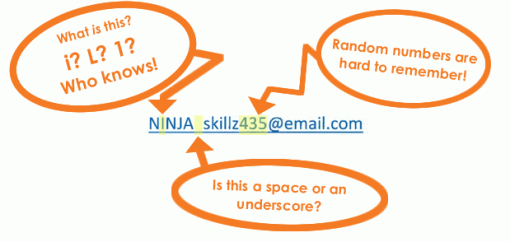 What is this?
i? L? 1?
Who knows!
Random numbers are
hard to remember!
NINJA_skillz435@email.com
Is this a space or an
underscore?